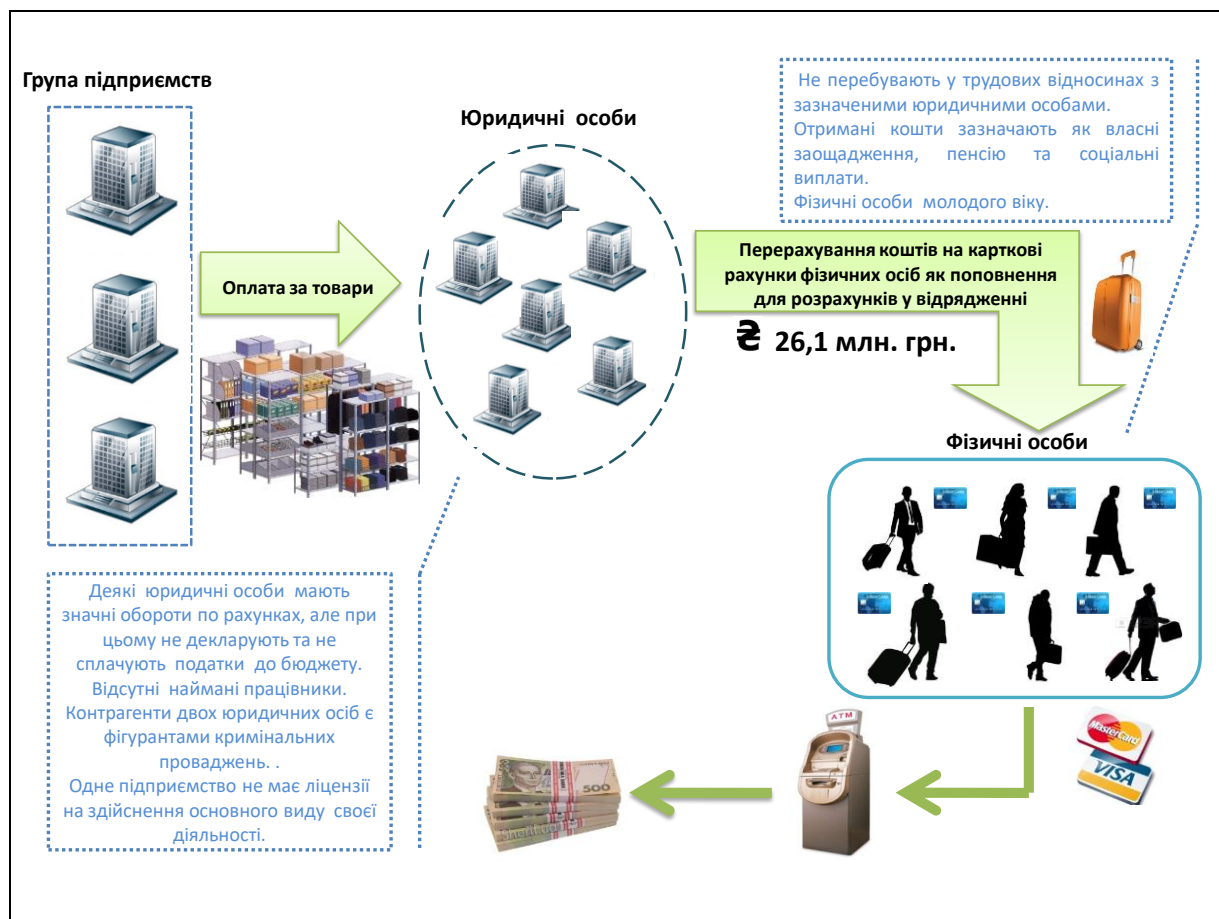 Група підприємств
Юридичні особи
Не перебувають у трудових відносинах з
зазначеними юридичними особами.
Отримані кошти зазначають як власні
заощадження, пенсію та соціальні
виплати.
Фізичні особи молодого віку.
Оплата за товари
Перерахування коштів на карткові
рахунки фізичних осіб як поповнення
для розрахунків у відрядженні
₴ 26,1 млн. грн.
Фізичні особи
Деякі юридичні особи мають
значні обороти по рахунках, але при
цьому не декларують та не
сплачують податки до бюджету.
Відсутні наймані працівники.
Контрагенти двох юридичних осіб є
фігурантами кримінальних
проваджень. .
Одне підприємство не має ліцензії
на здійснення основного виду своєї
діяльності.
ATM
MasterCard
VISA
500